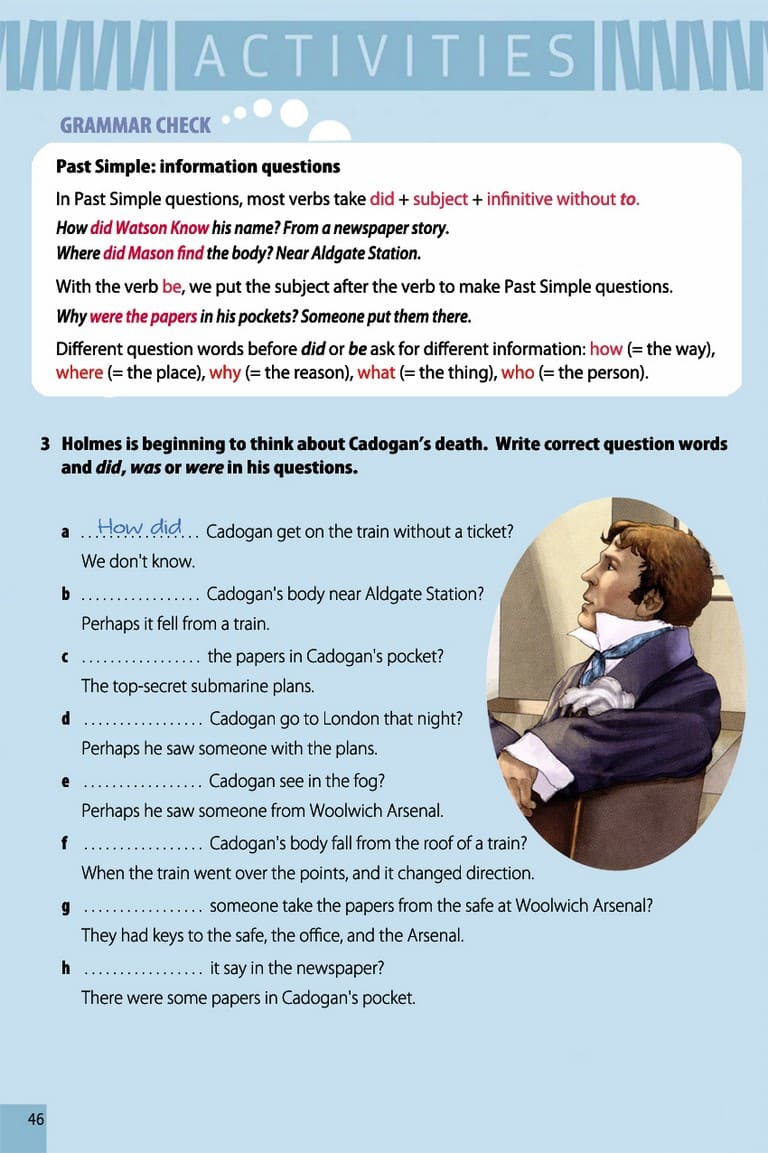 ACTIVITIES
GRAMMAR CHECK
Past Simple: information questions
In Past Simple questions, most verbs take did + subject + infinitive without to.
How did Watson Know his name? From a newspaper story.
Where did Mason find the body? Near Aldgate Station.
With the verb be, we put the subject after the verb to make Past Simple questions.
Why were the papers in his pockets? Someone put them there.
Different question words before did or be ask for different information: how (= the way),
where (= the place), why (= the reason), what (= the thing), who (= the person).
3 Holmes is beginning to think about Cadogan's death. Write correct question words
and did, was or were in his questions.
a ..How did... Cadogan get on the train without a ticket?
We don't know.
b ................. Cadogan's body near Aldgate Station?
Perhaps it fell from a train.
c ................. the papers in Cadogan's pocket?
The top-secret submarine plans.
d ................. Cadogan go to London that night?
Perhaps he saw someone with the plans.
e ................. Cadogan see in the fog?
Perhaps he saw someone from Woolwich Arsenal.
f ................. Cadogan's body fall from the roof of a train?
When the train went over the points, and it changed direction.
g ................. someone take the papers from the safe at Woolwich Arsenal?
They had keys to the safe, the office, and the Arsenal.
h ................. it say in the newspaper?
There were some papers in Cadogan's pocket.
46